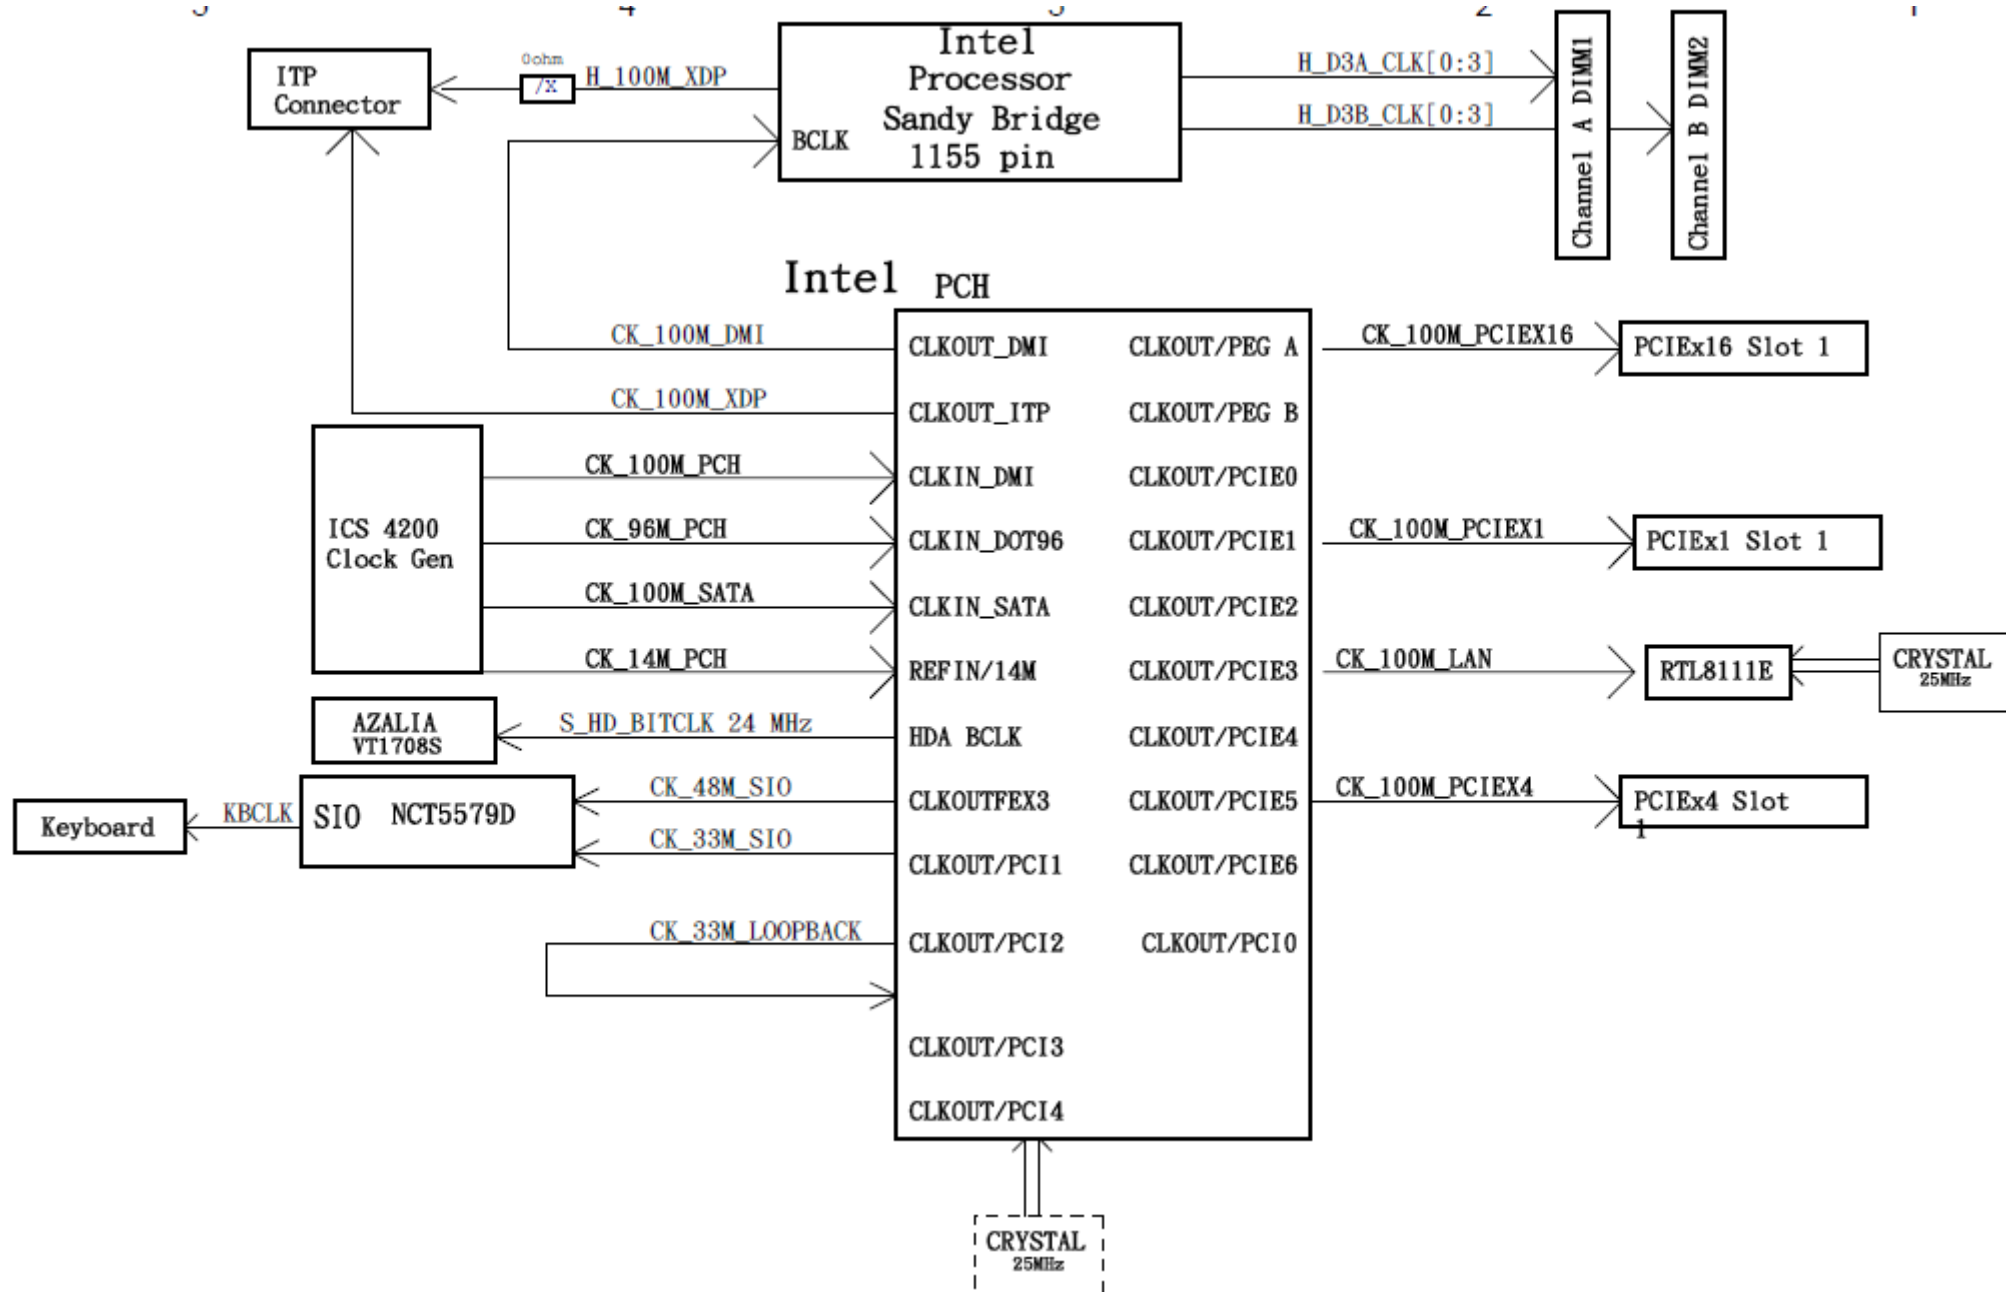 4
2
ITP
Connector
0ohm
/X
H_100M_XDP
BCLK
Intel
Processor
Sandy Bridge
1155 pin
H_D3A_CLK[0:3]
H_D3B_CLK[0:3]
Channel A DIMM1
Channel B DIMM2
Intel PCH
CK_100M_DMI
CLKOUT_DMI
CLKOUT/PEG A
CK_100M_PCIEX16
PCIEx16 Slot 1
CK_100M_XDP
CLKOUT_ITP
CLKOUT/PEG B
ICS 4200
Clock Gen
CK_100M_PCH
CLKIN_DMI
CLKOUT/PCIE0
CK_96M_PCH
CLKIN_DOT96
CLKOUT/PCIE1
CK_100M_PCIEX1
PCIEx1 Slot 1
CK_100M_SATA
CLKIN_SATA
CLKOUT/PCIE2
CK_14M_PCH
REFIN/14M
CLKOUT/PCIE3
CK_100M_LAN
RTL8111E
CRYSTAL
25MHz
AZALIA
VT1708S
S_HD_BITCLK 24 MHz
HDA BCLK
CLKOUT/PCIE4
Keyboard
KBCLK
SIO NCT5579D
CK_48M_SIO
CLKOUTFEX3
CLKOUT/PCIE5
CK_100M_PCIEX4
PCIEx4 Slot
1
CK_33M_SIO
CLKOUT/PCI1
CLKOUT/PCIE6
CK_33M_LOOPBACK
CLKOUT/PCI2
CLKOUT/PCI0
CLKOUT/PCI3
CLKOUT/PCI4
CRYSTAL
25MHz